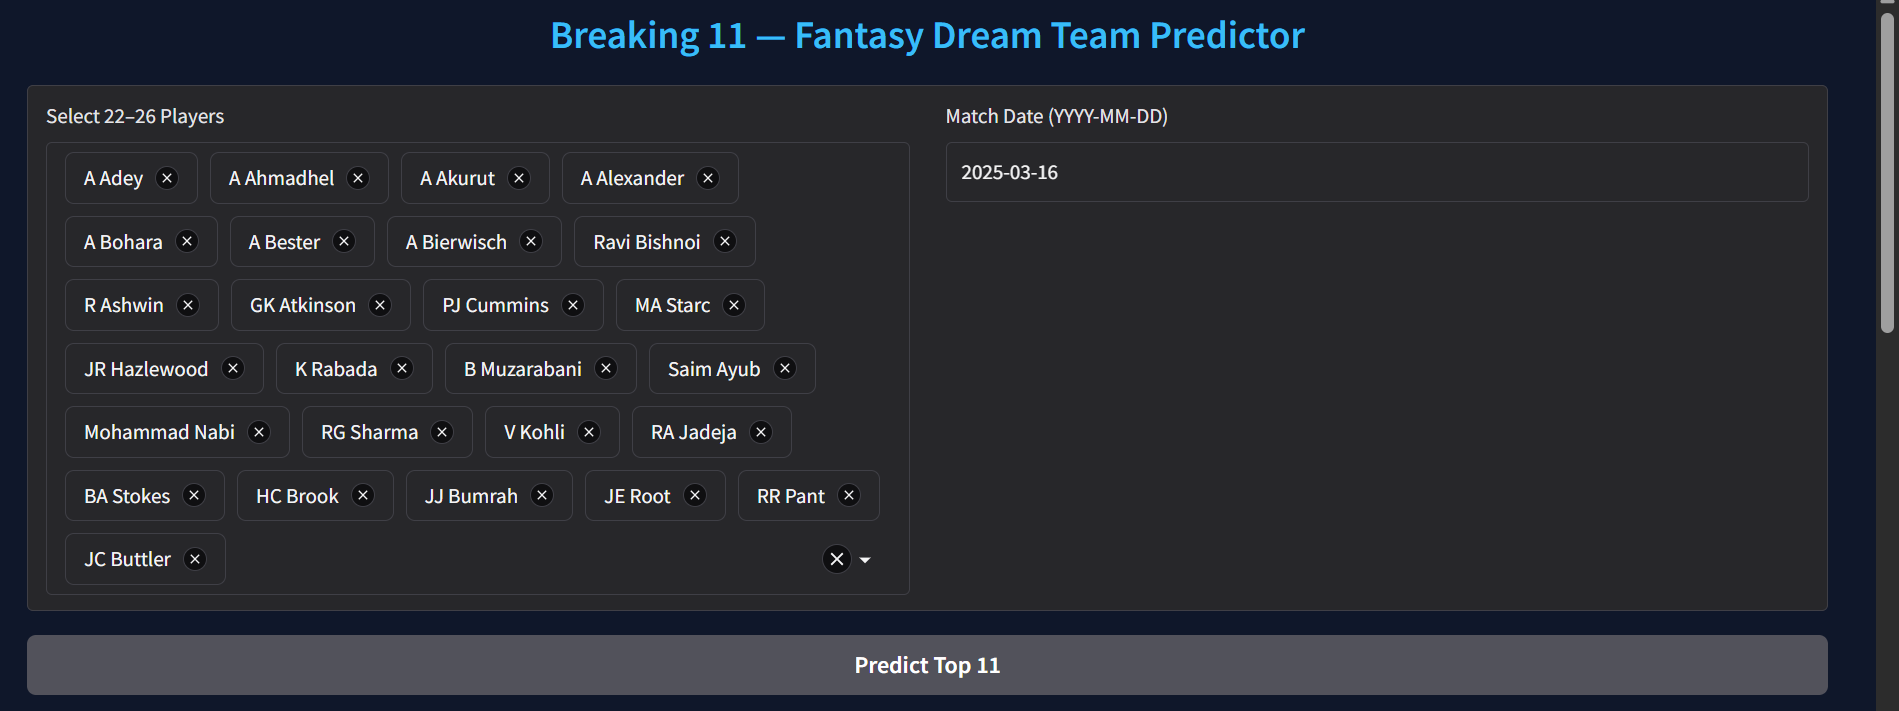 Breaking 11 — Fantasy Dream Team Predictor
Select 22–26 Players
A Adey A Ahmadhel A Akurut A Alexander
A Bohara A Bester A Bierwisch Ravi Bishnoi
R Ashwin GK Atkinson PJ Cummins MA Starc
JR Hazlewood K Rabada B Muzarabani Saim Ayub
Mohammad Nabi RG Sharma V Kohli RA Jadeja
BA Stokes HC Brook JJ Bumrah JE Root RR Pant
JC Buttler
Match Date (YYYY-MM-DD)
2025-03-16
Predict Top 11